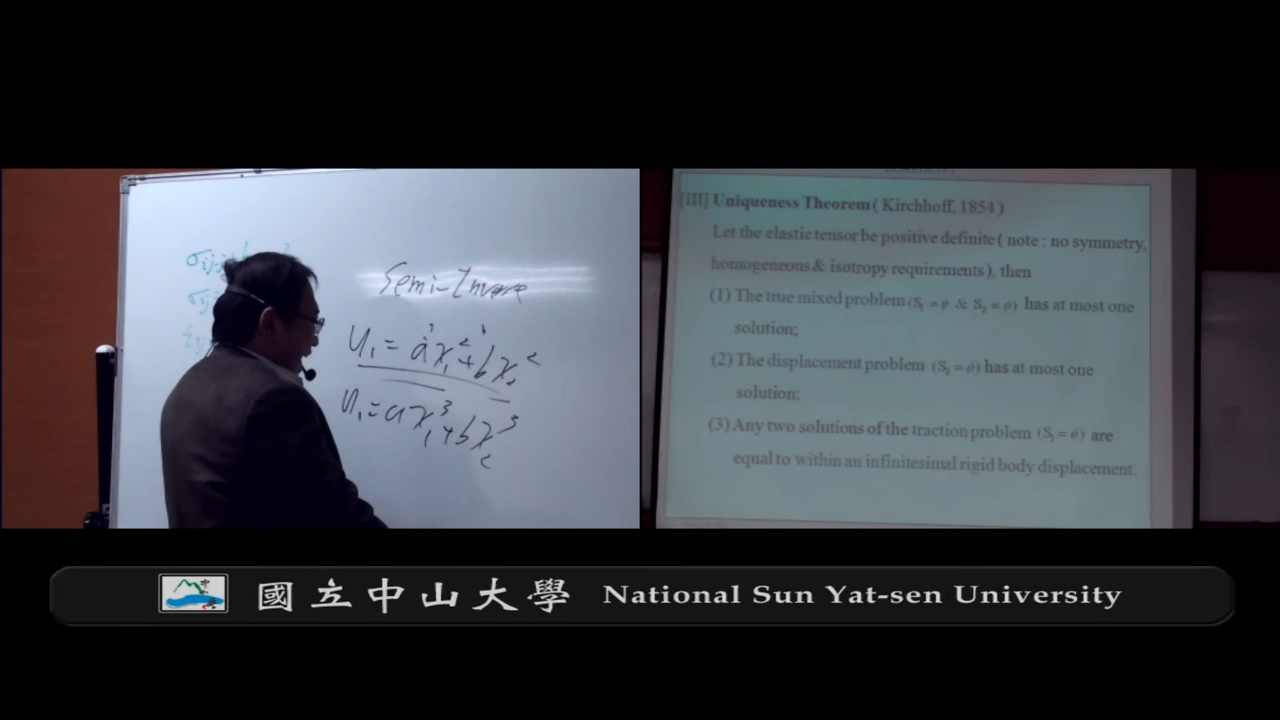 σij,j
σij
Semi-Inverse
u₁ = ax₁² + bx₂²
u₁ = ax₁³ + bx₂³
[III] Uniqueness Theorem ( Kirchhoff, 1854 )
Let the elastic tensor be positive definite ( note : no symmetry,
homogeneous & isotropy requirements ), then
(1) The true mixed problem (S₁ = φ & S₂ = φ) has at most one
solution;
(2) The displacement problem (S₂ = φ) has at most one
solution;
(3) Any two solutions of the traction problem (S₁ = φ) are
equal to within an infinitesimal rigid body displacement.
國立中山大學 National Sun Yat-sen University